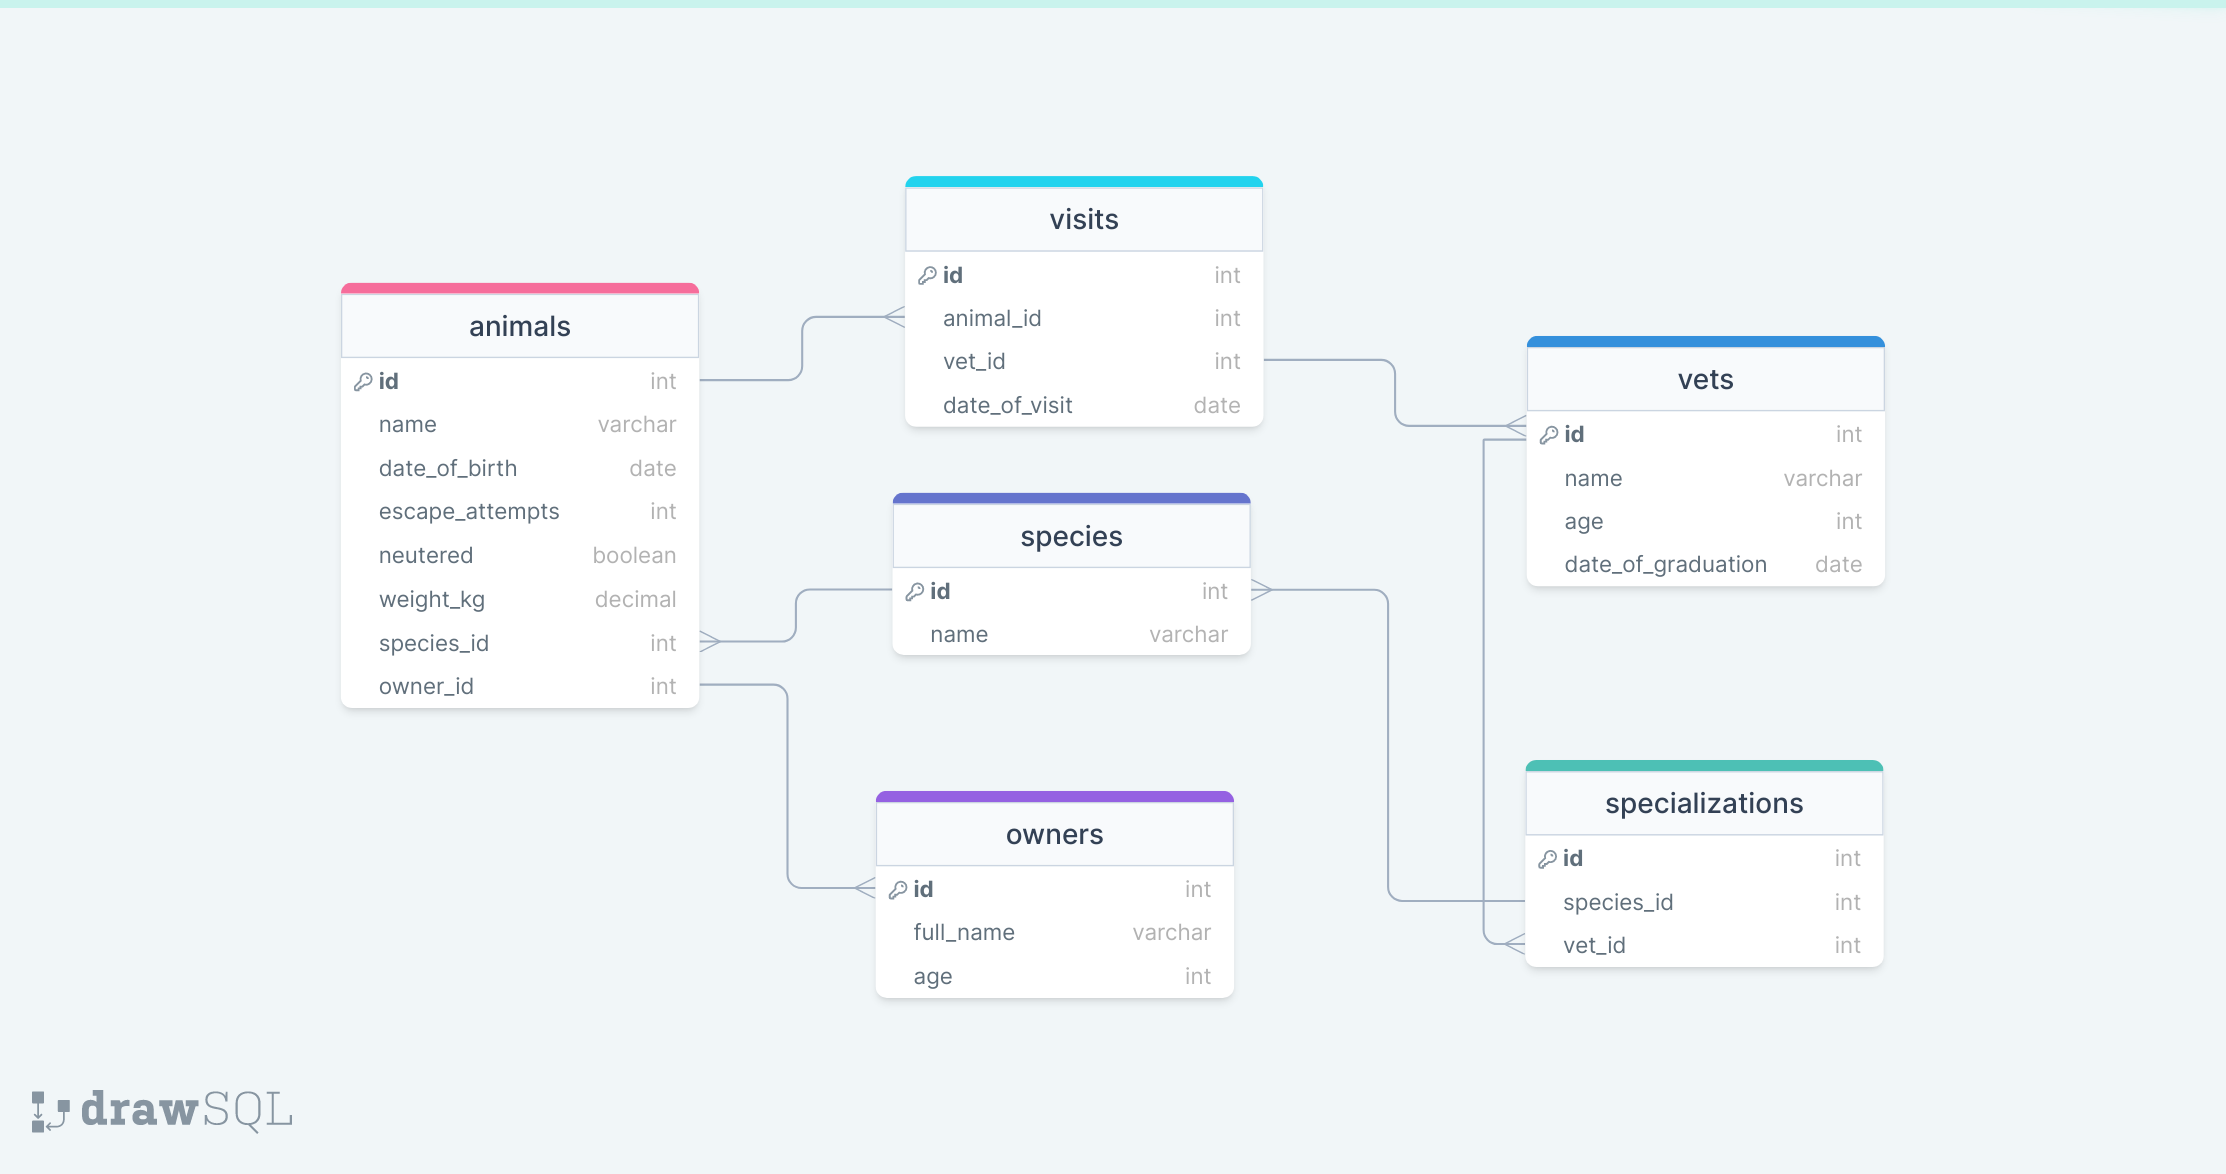 animals
id int
name varchar
date_of_birth date
escape_attempts int
neutered boolean
weight_kg decimal
species_id int
owner_id int
visits
id int
animal_id int
vet_id int
date_of_visit date
species
id int
name varchar
owners
id int
full_name varchar
age int
vets
id int
name varchar
age int
date_of_graduation date
specializations
id int
species_id int
vet_id int
drawSQL